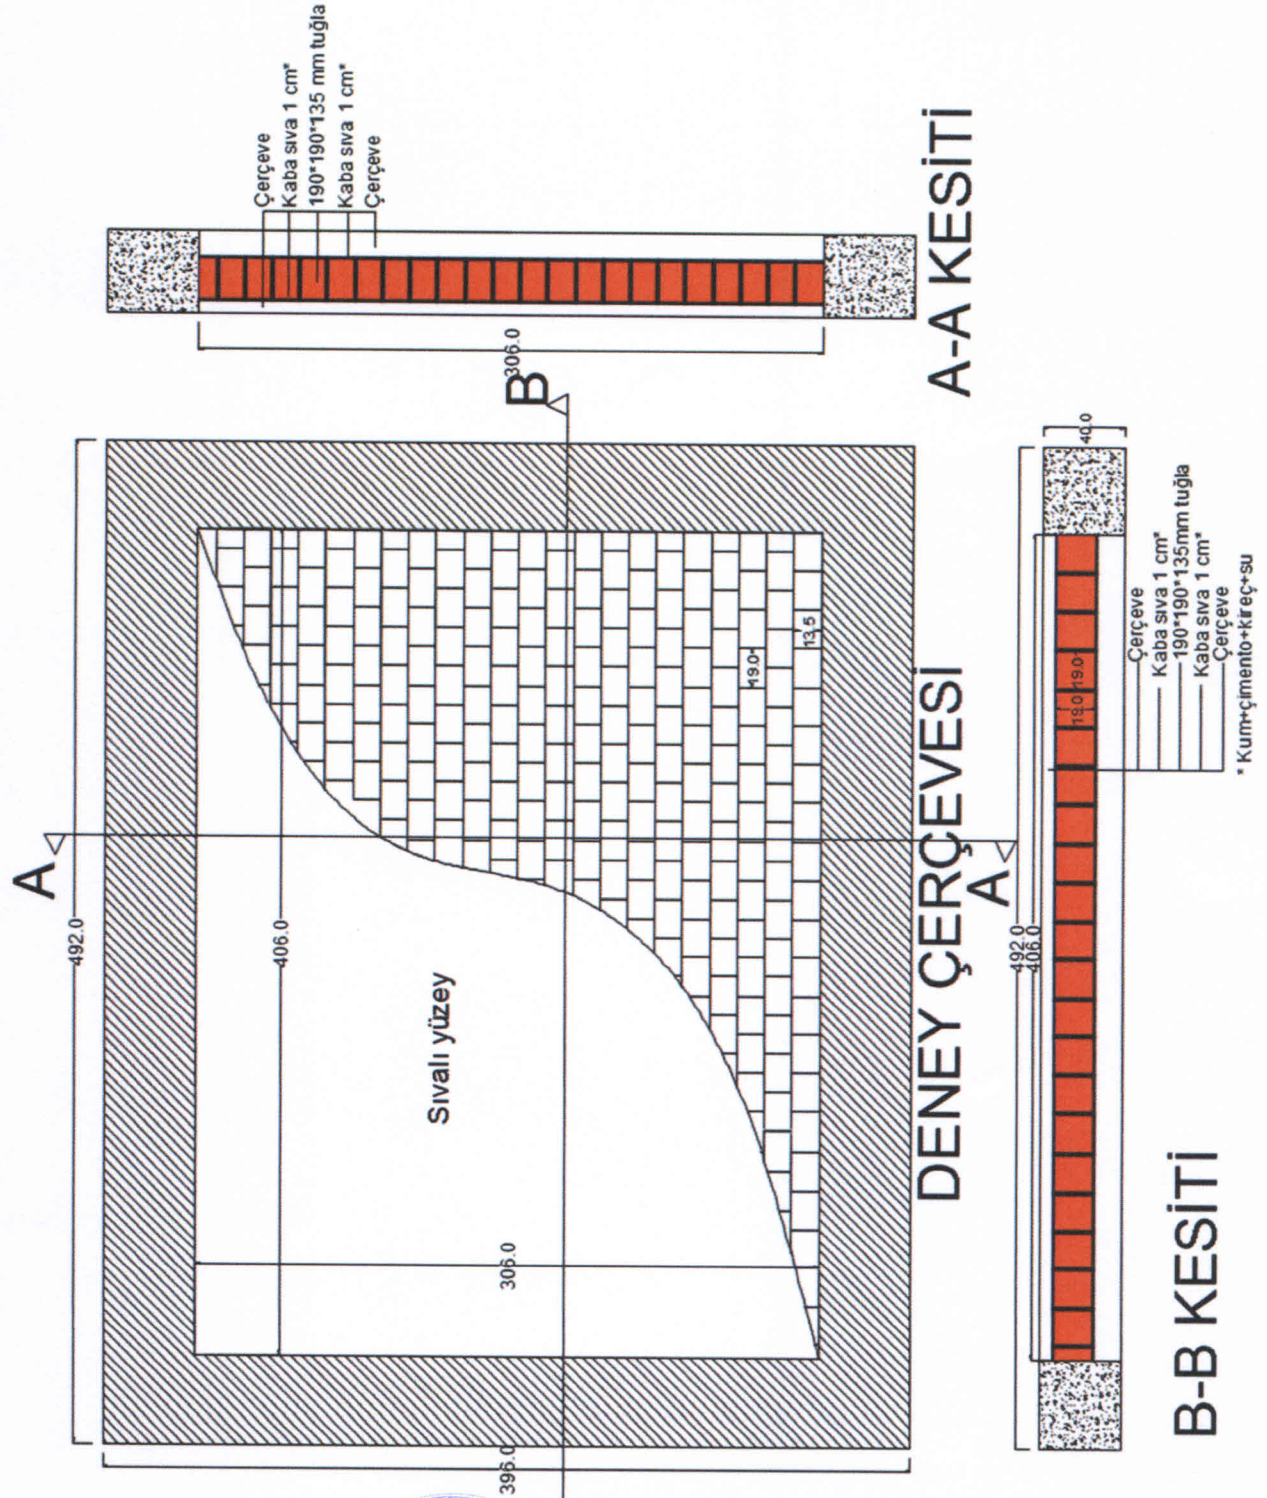 Çerçeve
Kaba sıva 1 cm*
190*190*135 mm tuğla
Kaba sıva 1 cm*
Çerçeve
306.0
A-A KESİTİ
A
492.0
406.0
B
Sıvalı yüzey
306.0
19.0
13.5
396.0
DENEY ÇERÇEVESİ
A
492.0
406.0
40.0
19.0
19.0
Çerçeve
Kaba sıva 1 cm*
190*190*135mm tuğla
Kaba sıva 1 cm*
Çerçeve
* Kum+çimento+kireç+su
B-B KESİTİ